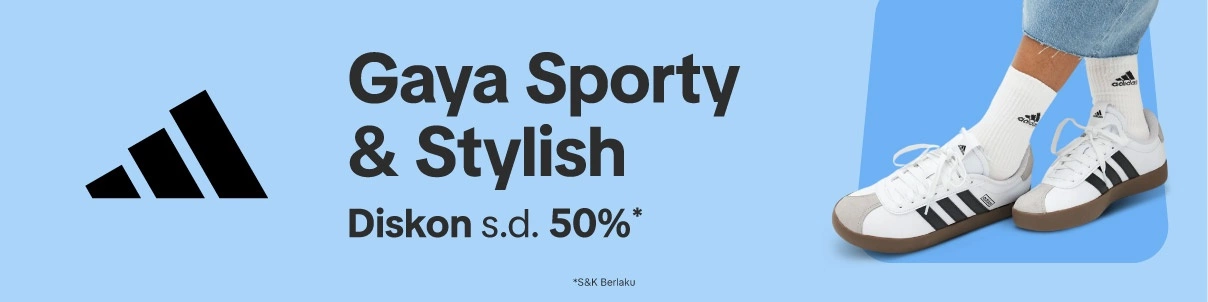 Gaya Sporty
& Stylish
Diskon s.d. 50%*
*S&K Berlaku
adidas
adidas